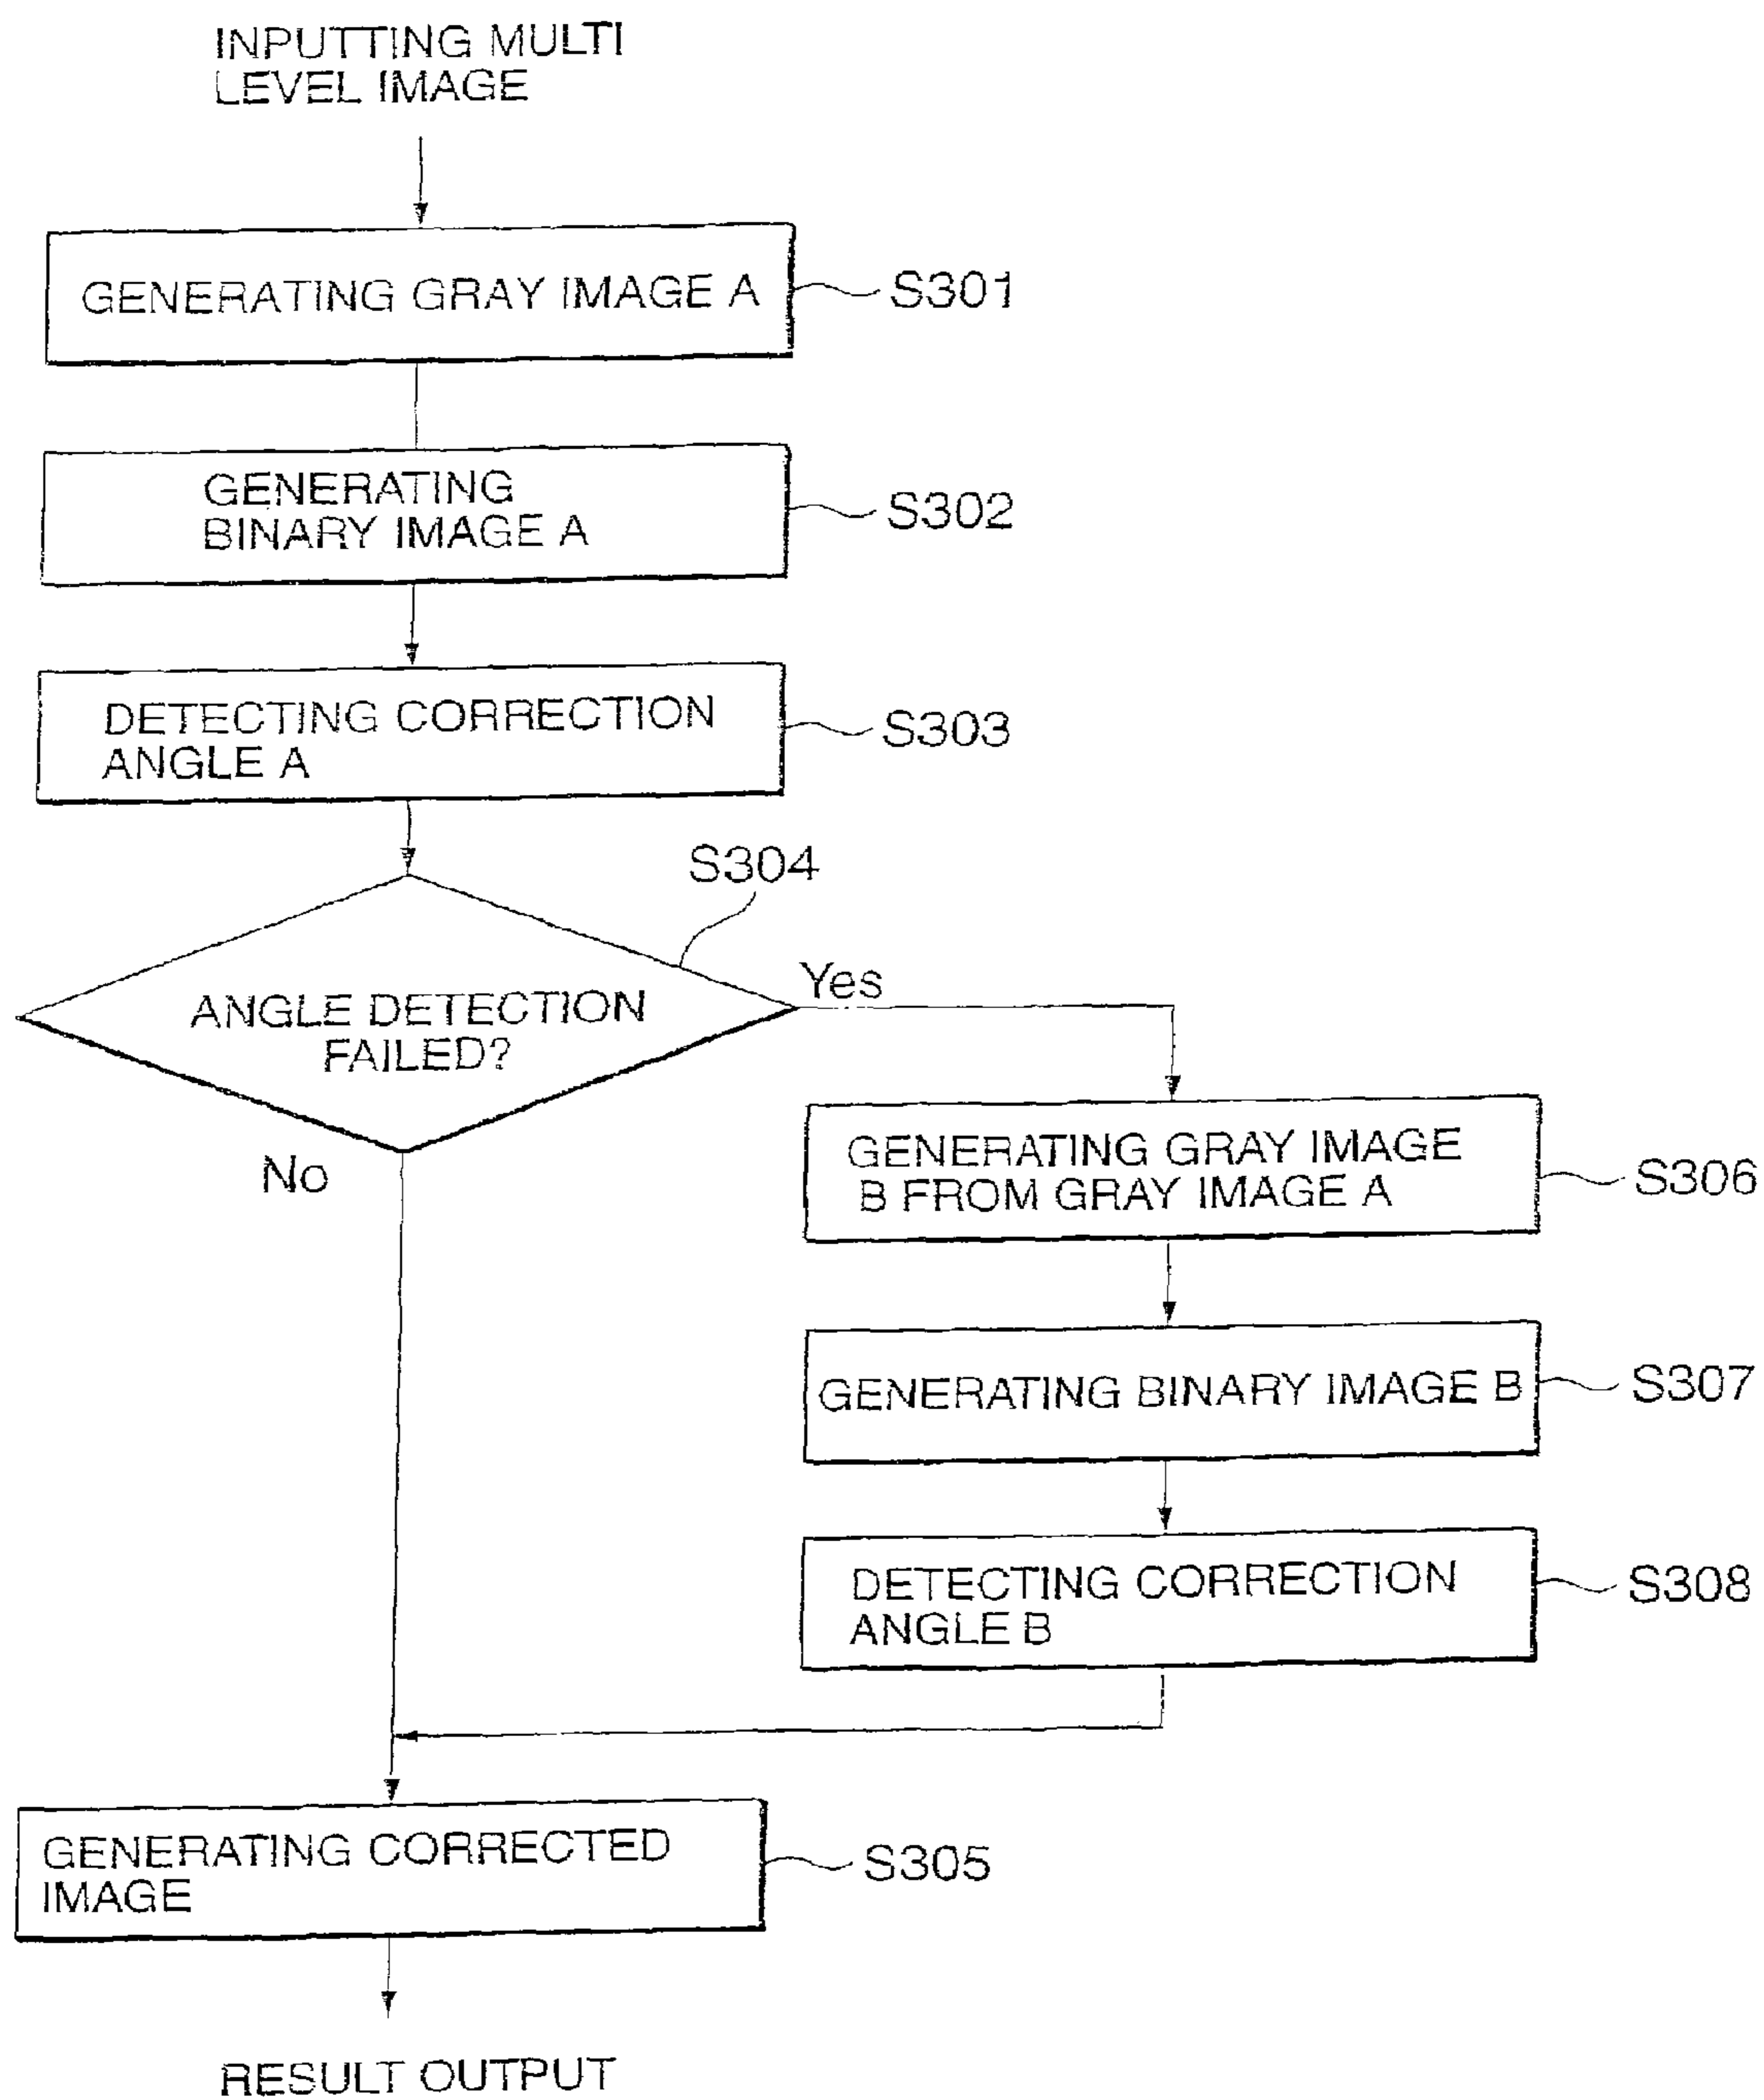 INPUTTING MULTI
LEVEL IMAGE
GENERATING GRAY IMAGE A
S301
GENERATING
BINARY IMAGE A
S302
DETECTING CORRECTION
ANGLE A
S303
S304
ANGLE DETECTION
FAILED?
Yes
No
GENERATING GRAY IMAGE
B FROM GRAY IMAGE A
S306
GENERATING BINARY IMAGE B
S307
DETECTING CORRECTION
ANGLE B
S308
GENERATING CORRECTED
IMAGE
S305
RESULT OUTPUT